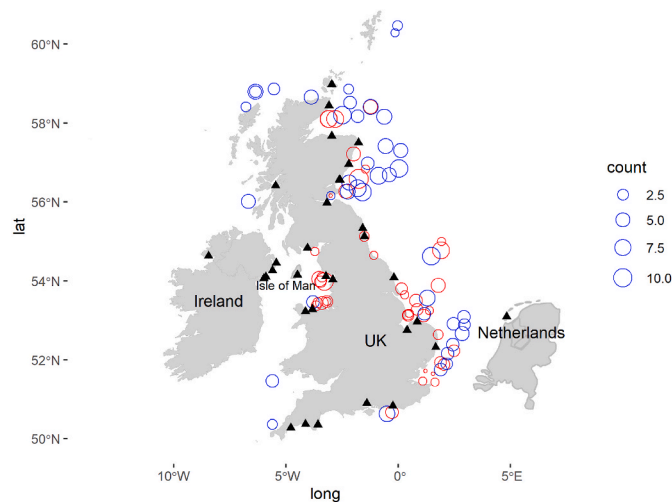 60°N
58°N
56°N
54°N
52°N
50°N
lat
10°W
5°W
0°
5°E
long
Ireland
Isle of Man
UK
Netherlands
count
2.5
5.0
7.5
10.0